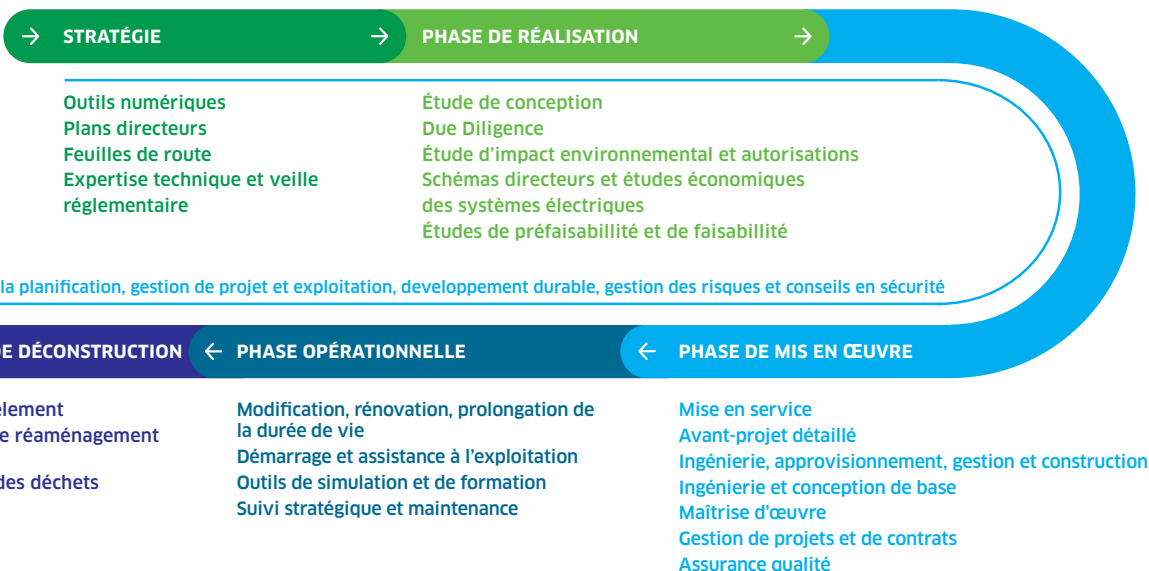 STRATÉGIE
PHASE DE RÉALISATION
Outils numériques
Plans directeurs
Feuilles de route
Expertise technique et veille
réglementaire
Étude de conception
Due Diligence
Étude d'impact environnemental et autorisations
Schémas directeurs et études économiques
des systèmes électriques
Études de préfaisabillité et de faisabillité
la planification, gestion de projet et exploitation, developpement durable, gestion des risques et conseils en sécurité
DE DÉCONSTRUCTION
PHASE OPÉRATIONNELLE
PHASE DE MIS EN ŒUVRE
réaménagement
des déchets
Modification, rénovation, prolongation de
la durée de vie
Démarrage et assistance à l'exploitation
Outils de simulation et de formation
Suivi stratégique et maintenance
Mise en service
Avant-projet détaillé
Ingénierie, approvisionnement, gestion et construction
Ingénierie et conception de base
Maîtrise d'œuvre
Gestion de projets et de contrats
Assurance qualité